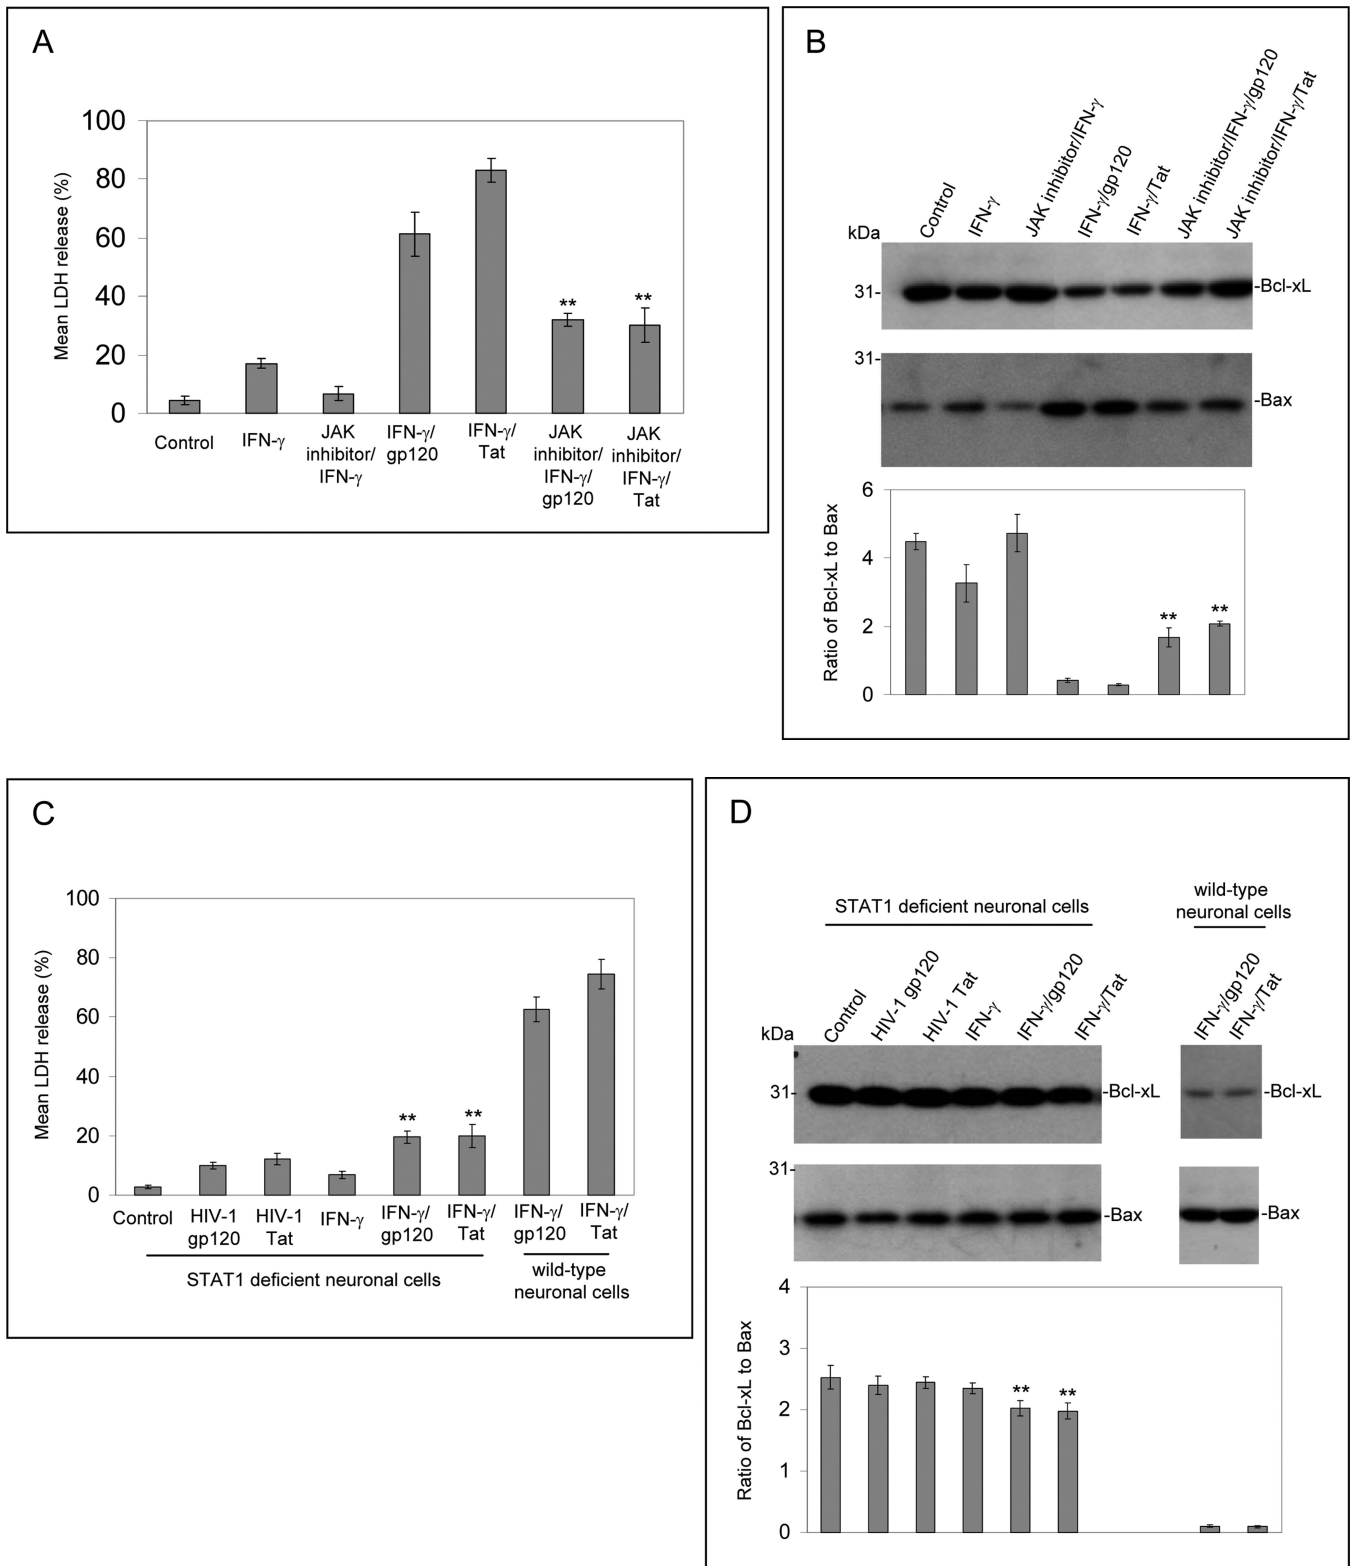 A
Mean LDH release (%)
100
80
60
40
20
0
**
**
Control
IFN-γ
JAK
inhibitor/
IFN-γ
IFN-γ/
gp120
IFN-γ/
Tat
JAK
inhibitor/
IFN-γ/
gp120
JAK
inhibitor/
IFN-γ/
Tat
B
kDa
Control
IFN-γ
JAK inhibitor/IFN-γ
IFN-γ/gp120
IFN-γ/Tat
JAK inhibitor/IFN-γ/gp120
JAK inhibitor/IFN-γ/Tat
31-
-Bcl-xL
31-
-Bax
Ratio of Bcl-xL to Bax
6
4
2
0
**
**
C
Mean LDH release (%)
100
80
60
40
20
0
**
**
Control
HIV-1
gp120
HIV-1
Tat
IFN-γ
IFN-γ/
gp120
IFN-γ/
Tat
IFN-γ/
gp120
IFN-γ/
Tat
STAT1 deficient neuronal cells
wild-type
neuronal cells
D
STAT1 deficient neuronal cells
wild-type
neuronal cells
kDa
Control
HIV-1 gp120
HIV-1 Tat
IFN-γ
IFN-γ/gp120
IFN-γ/Tat
IFN-γ/gp120
IFN-γ/Tat
31-
-Bcl-xL
-Bcl-xL
31-
-Bax
-Bax
Ratio of Bcl-xL to Bax
4
3
2
1
0
**
**